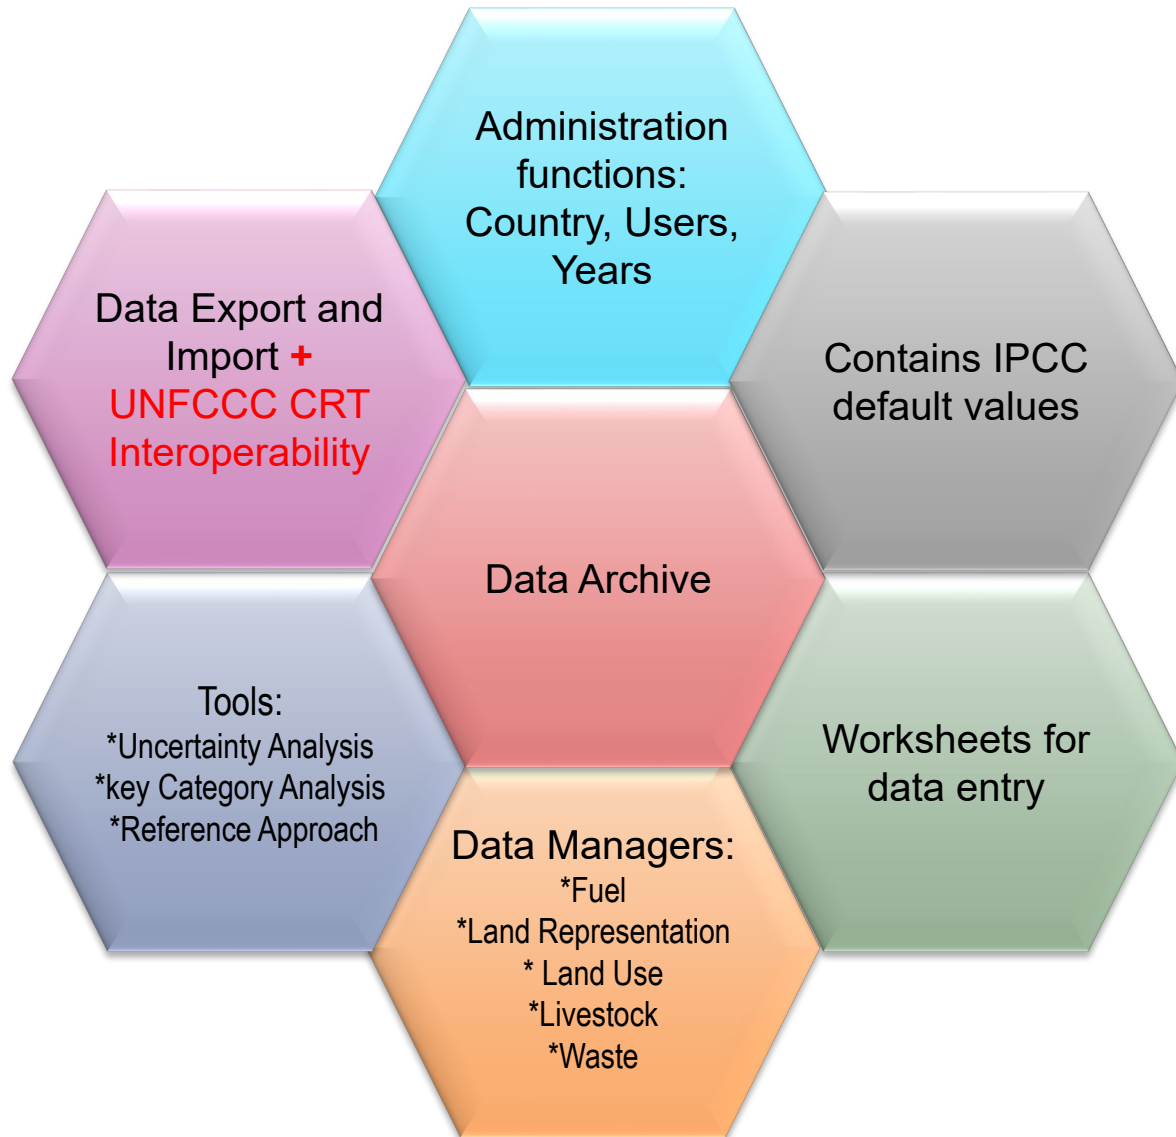 Administration
functions:
Country, Users,
Years
Data Export and
Import +
UNFCCC CRT
Interoperability
Contains IPCC
default values
Data Archive
Tools:
*Uncertainty Analysis
*key Category Analysis
*Reference Approach
Worksheets for
data entry
Data Managers:
*Fuel
*Land Representation
* Land Use
*Livestock
*Waste